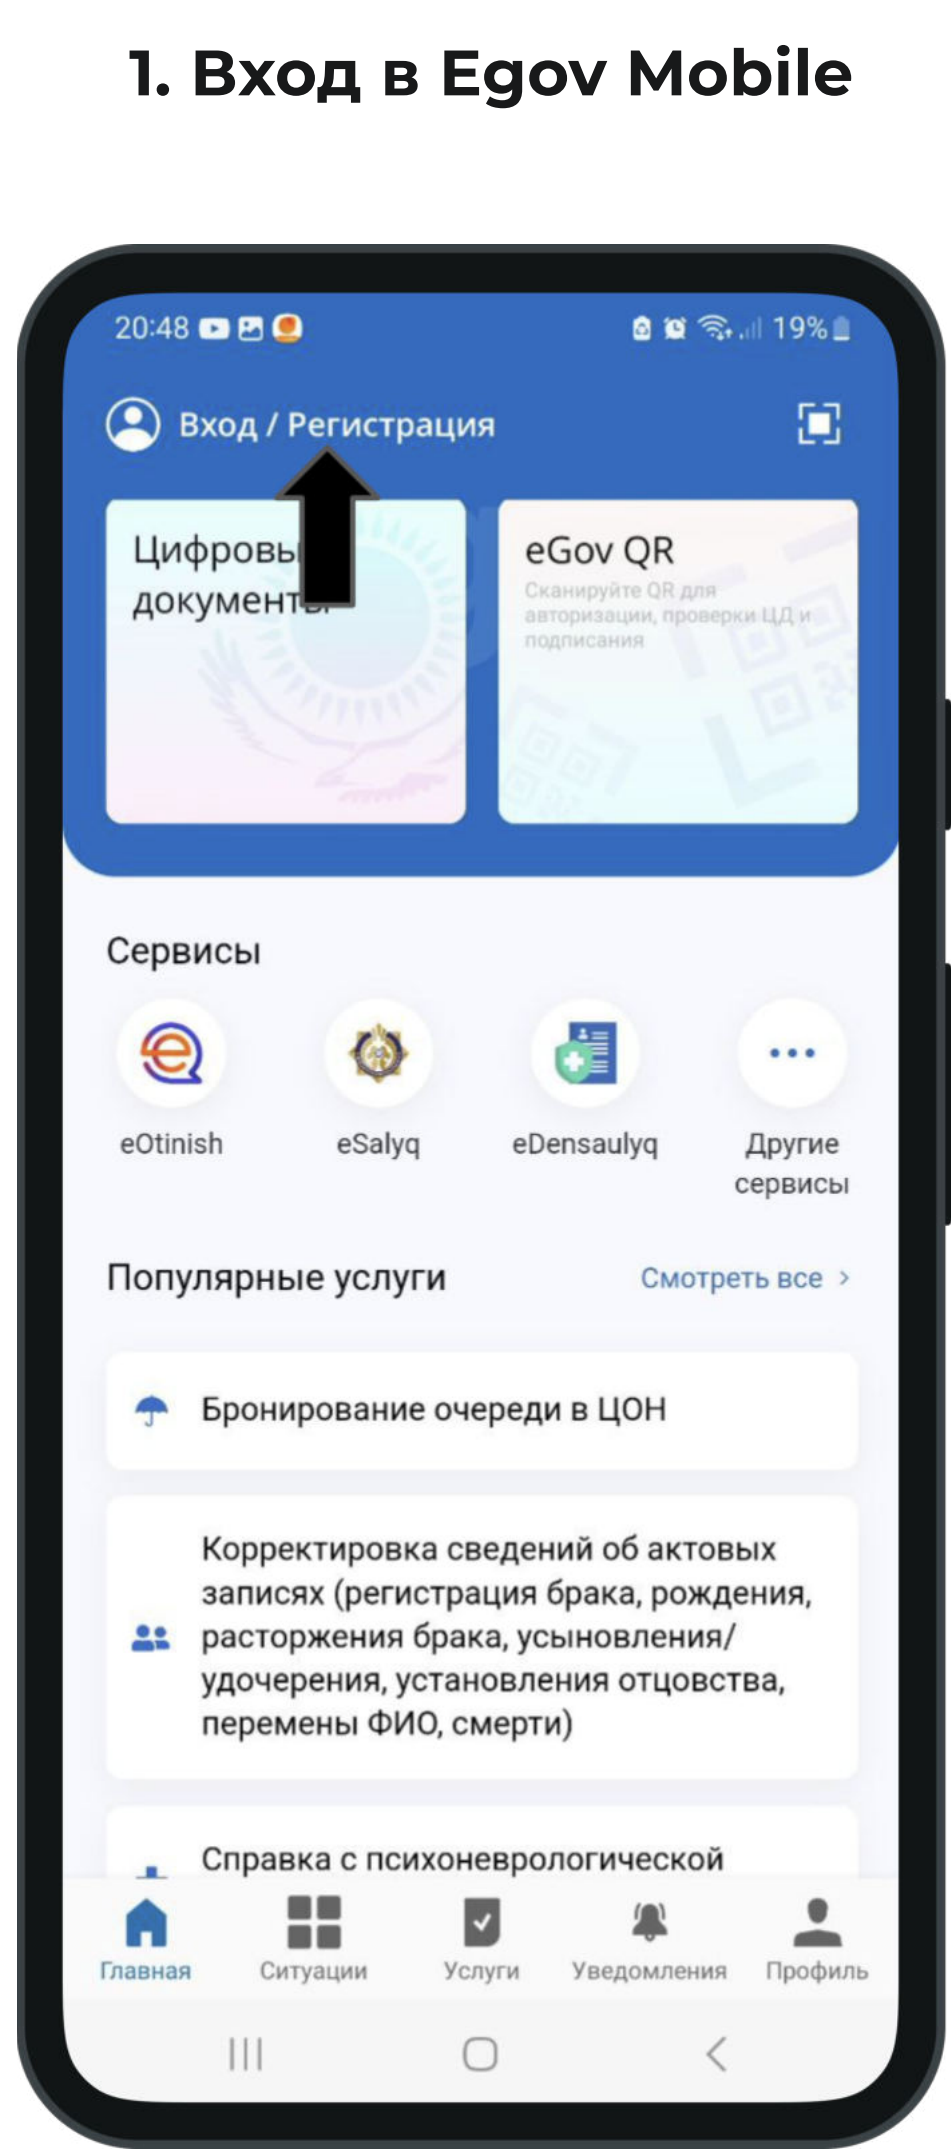 1. Вход в Egov Mobile
20:48
19%
Вход / Регистрация
Цифровы
документы
eGov QR
Сканируйте QR для
авторизации, проверки ЦД и
подписания
Сервисы
eOtinish
eSalyq
eDensaulyq
Другие
сервисы
Популярные услуги
Смотреть все >
Бронирование очереди в ЦОН
Корректировка сведений об актовых
записях (регистрация брака, рождения,
расторжения брака, усыновления/
удочерения, установления отцовства,
перемены ФИО, смерти)
Справка с психоневрологической
Главная
Ситуации
Услуги
Уведомления
Профиль